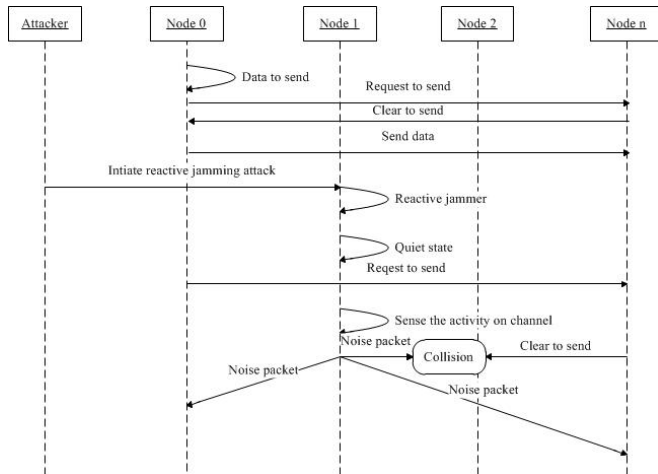 Attacker
Node 0
Node 1
Node 2
Node n
Data to send
Request to send
Clear to send
Send data
Intiate reactive jamming attack
Reactive jammer
Quiet state
Reqest to send
Sense the activity on channel
Noise packet
Collision
Clear to send
Noise packet
Noise packet